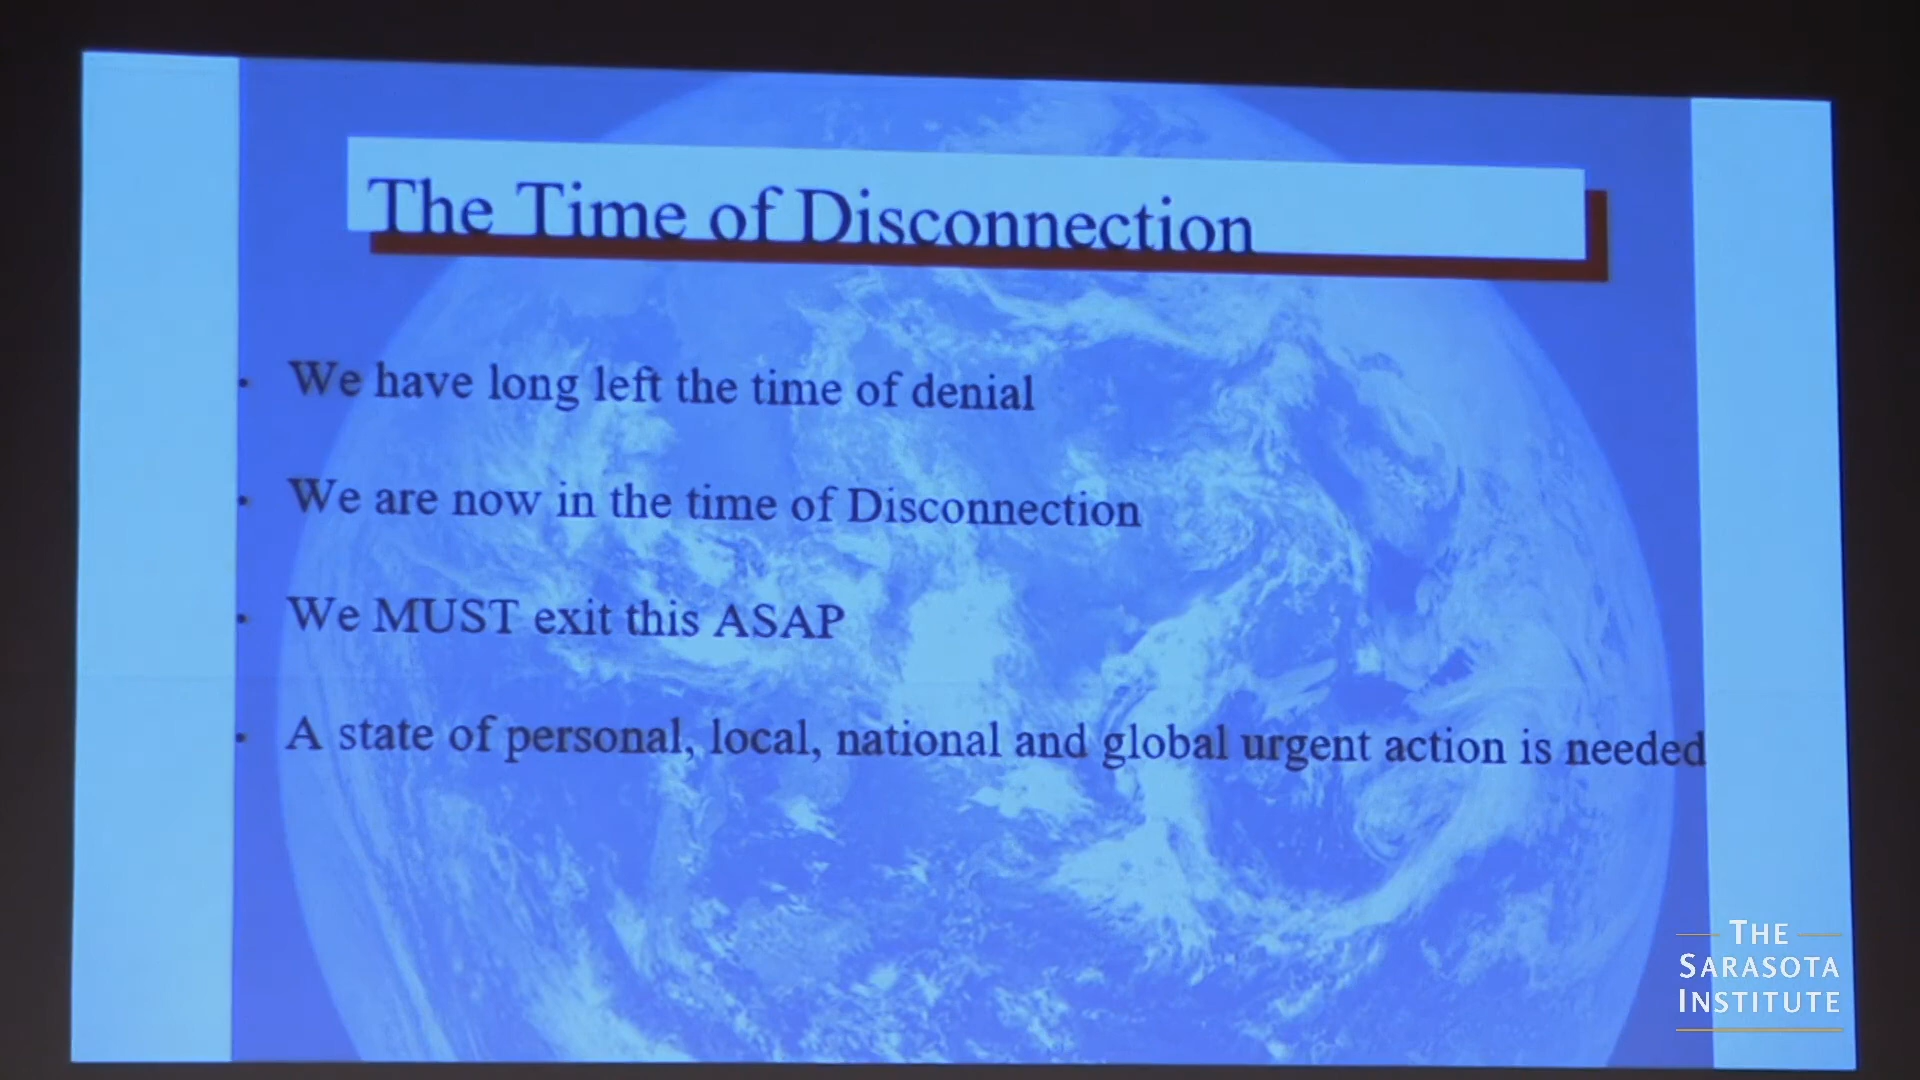 The Time of Disconnection
• We have long left the time of denial
• We are now in the time of Disconnection
• We MUST exit this ASAP
• A state of personal, local, national and global urgent action is needed
THE
SARASOTA
INSTITUTE